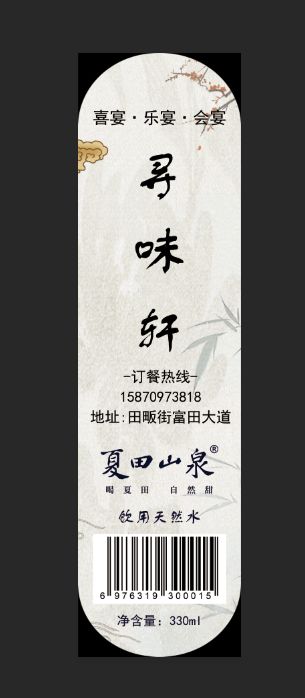 喜宴·乐宴·会宴
寻
味
轩
-订餐热线-
15870973818
地址:田畈街富田大道
夏田山泉®
喝夏田 自然甜
饮用天然水
6 976319 300015
净含量：330ml